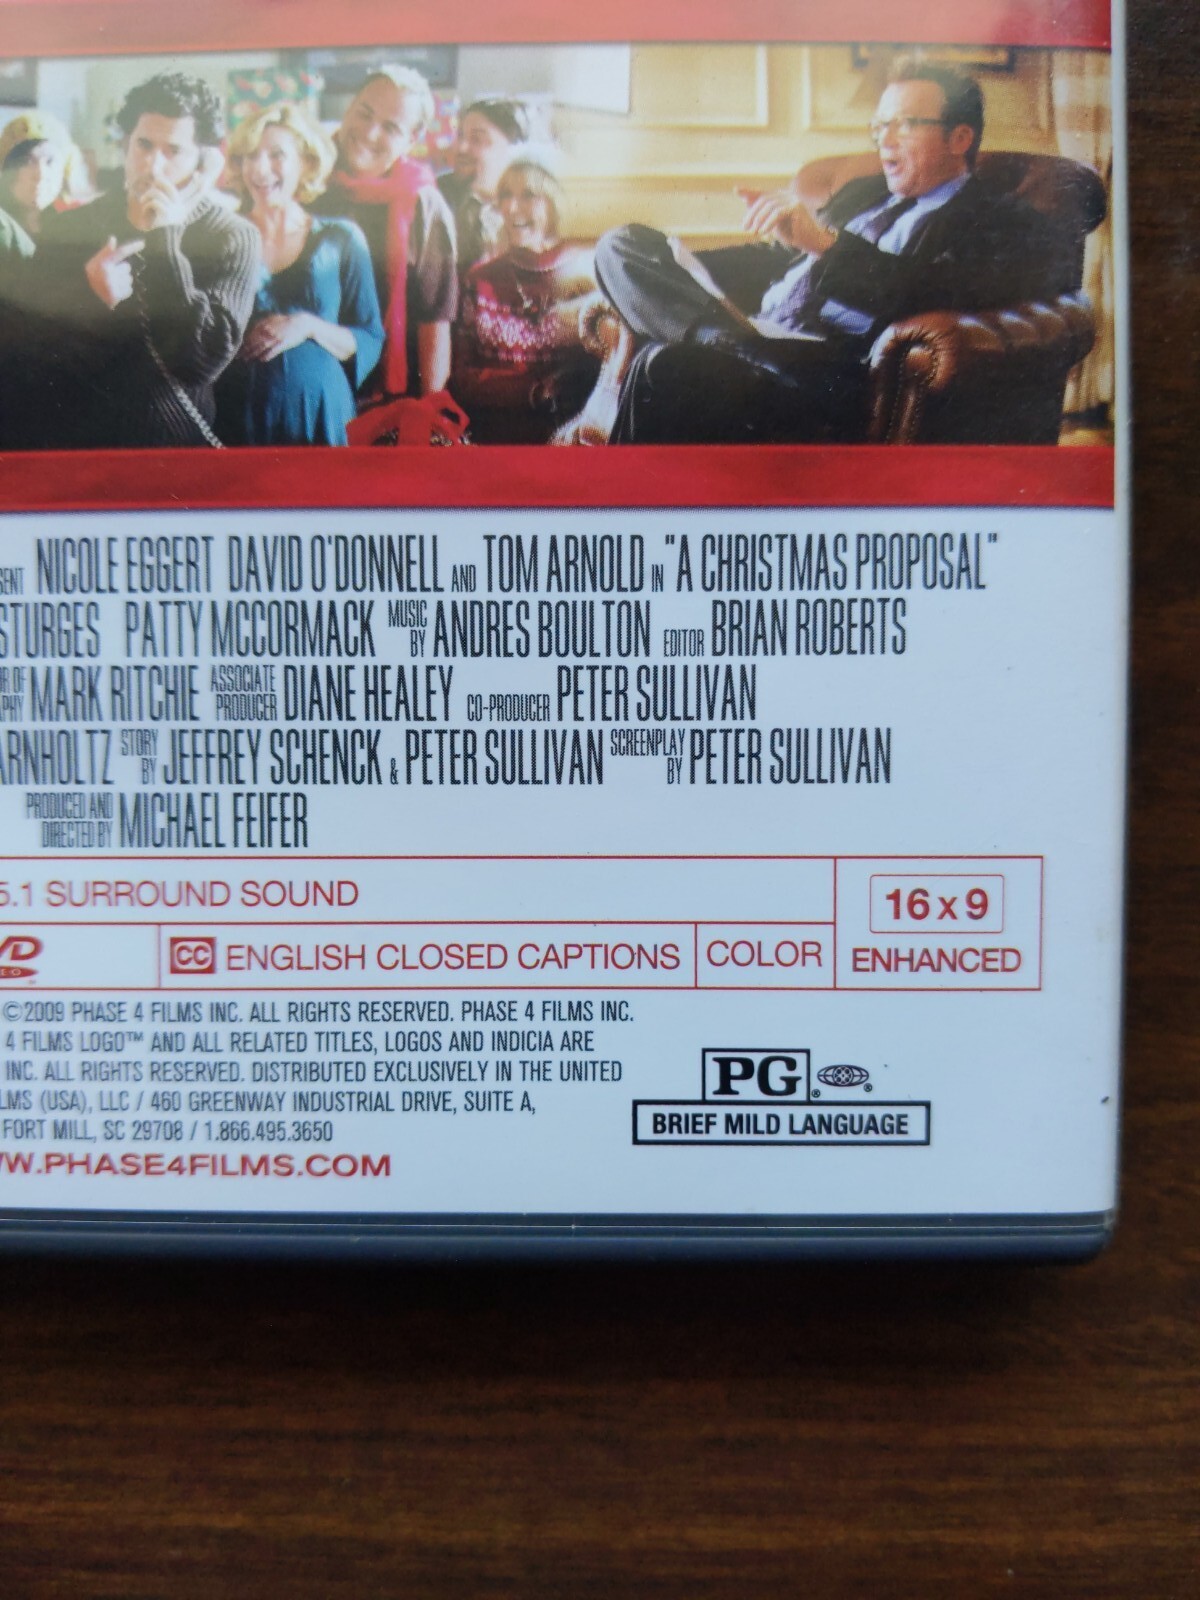 NICOLE EGGERT DAVID O'DONNELL AND TOM ARNOLD IN "A CHRISTMAS PROPOSAL"
STURGES PATTY MCCORMACK MUSIC BY ANDRES BOULTON EDITOR BRIAN ROBERTS
MARK RITCHIE ASSOCIATE PRODUCER DIANE HEALEY CO-PRODUCER PETER SULLIVAN
ARNHOLTZ STORY BY JEFFREY SCHENCK & PETER SULLIVAN SCREENPLAY BY PETER SULLIVAN
PRODUCED AND DIRECTED BY MICHAEL FEIFER
5.1 SURROUND SOUND
16 x 9
ENHANCED
CC ENGLISH CLOSED CAPTIONS
COLOR
©2009 PHASE 4 FILMS INC. ALL RIGHTS RESERVED. PHASE 4 FILMS INC.
4 FILMS LOGO™ AND ALL RELATED TITLES, LOGOS AND INDICIA ARE
INC. ALL RIGHTS RESERVED. DISTRIBUTED EXCLUSIVELY IN THE UNITED
LMS (USA), LLC / 460 GREENWAY INDUSTRIAL DRIVE, SUITE A,
FORT MILL, SC 29708 / 1.866.495.3650
W.PHASE4FILMS.COM
PG
BRIEF MILD LANGUAGE